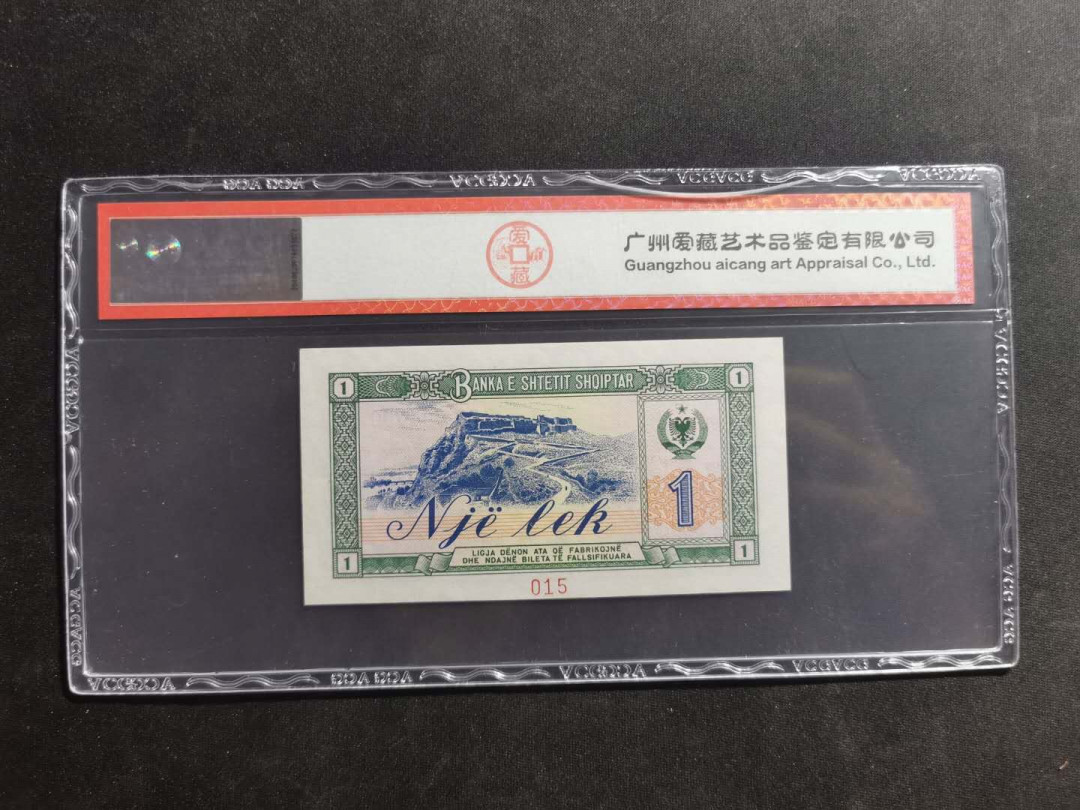 爱藏
广州爱藏艺术品鉴定有限公司
Guangzhou aicang art Appraisal Co., Ltd.
1 BANKA E SHTETIT SHQIPTAR 1
1
Një lek
1 LIGJA DËNON ATA QË FABRIKOJNË 1
DHE NDAJNË BILETA TË FALLSIFIKUARA
015